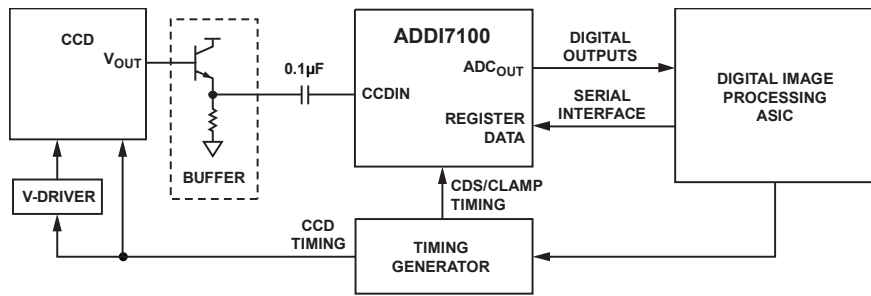 CCD
VOUT
BUFFER
0.1µF
ADDI7100
CCDIN
ADCOUT
REGISTER
DATA
DIGITAL
OUTPUTS
SERIAL
INTERFACE
DIGITAL IMAGE
PROCESSING
ASIC
V-DRIVER
CCD
TIMING
CDS/CLAMP
TIMING
TIMING
GENERATOR